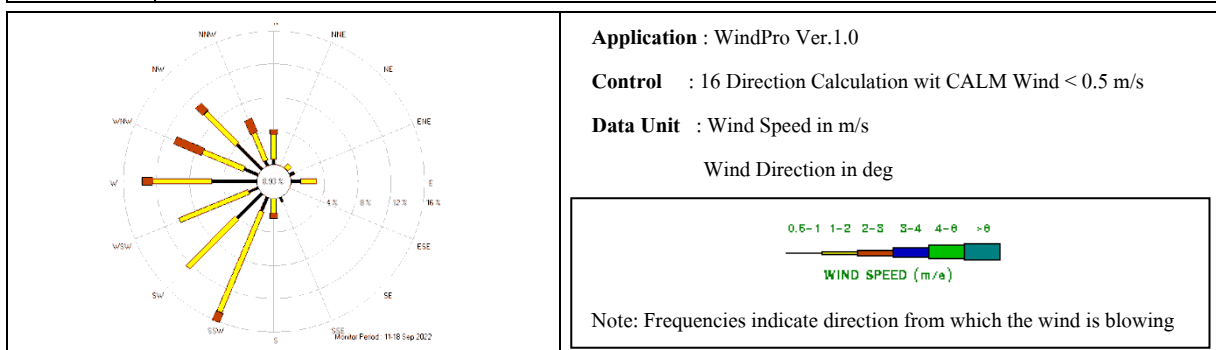 NNW
NNE
NW
NE
WNW
ENE
W
8.93 %
E
4 %
8 %
12 %
16 %
WSW
ESE
SW
SE
SSW
SSE
S
Monitor Period : 11-18 Sep 2022
Application : WindPro Ver.1.0
Control : 16 Direction Calculation wit CALM Wind < 0.5 m/s
Data Unit : Wind Speed in m/s
Wind Direction in deg
0.5-1 1-2 2-3 3-4 4-6 >6
WIND SPEED (m/s)
Note: Frequencies indicate direction from which the wind is blowing